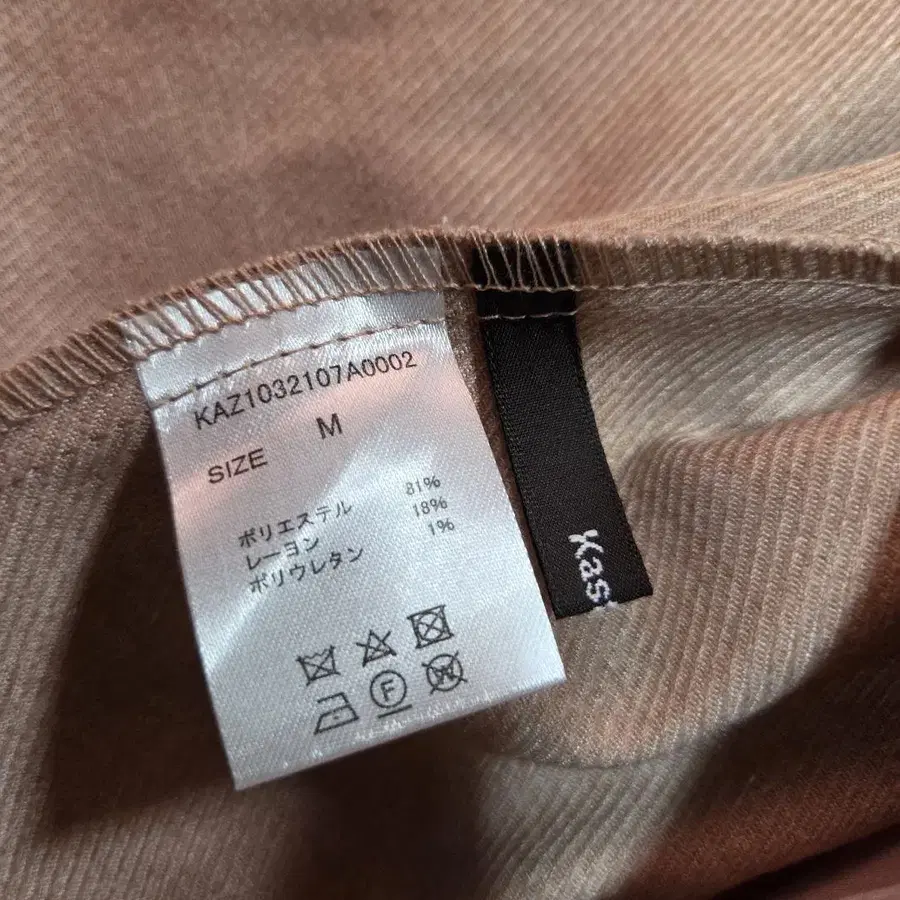 KAZ1032107A0002
SIZE M
ポリエステル 81%
レーヨン 18%
ポリウレタン 1%
F
W